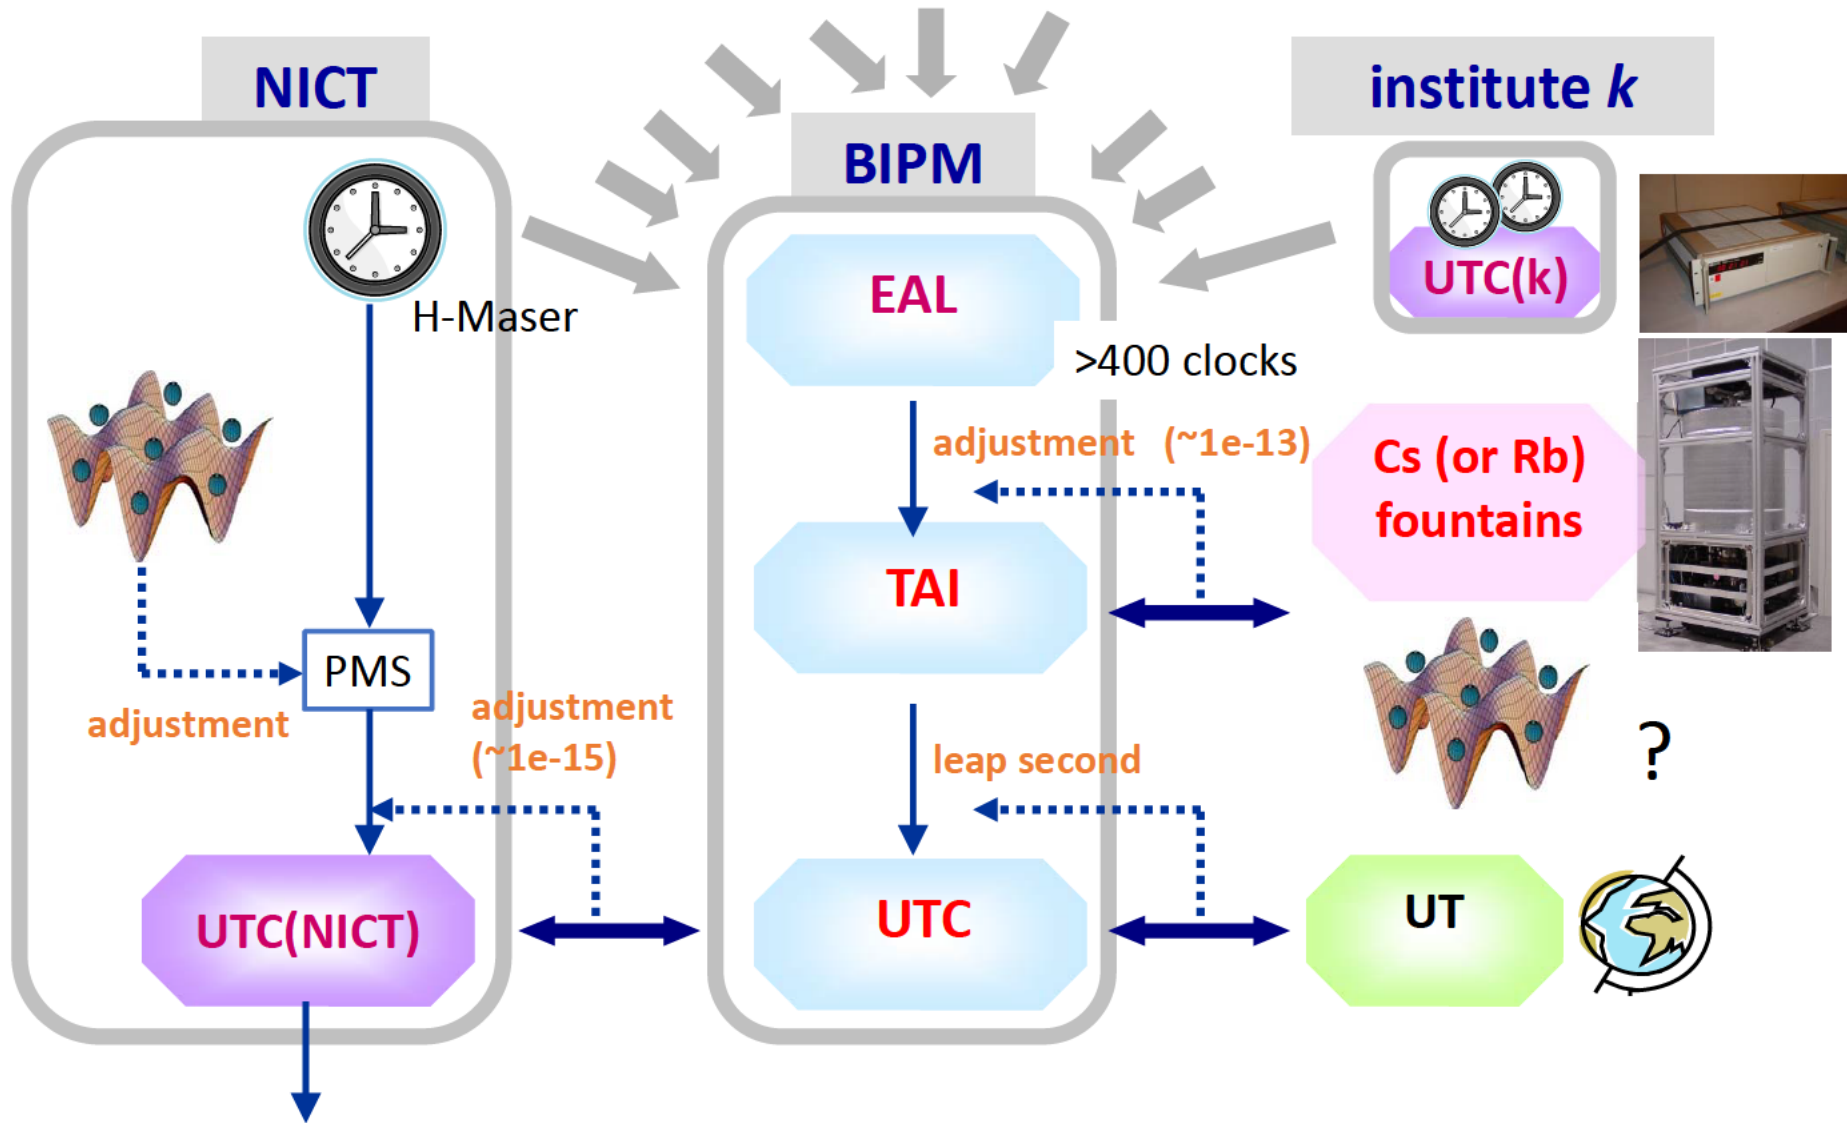 NICT
BIPM
institute k
H-Maser
EAL
UTC(k)
>400 clocks
adjustment (~1e-13)
Cs (or Rb)
fountains
TAI
PMS
adjustment
adjustment
(~1e-15)
leap second
?
UTC(NICT)
UTC
UT